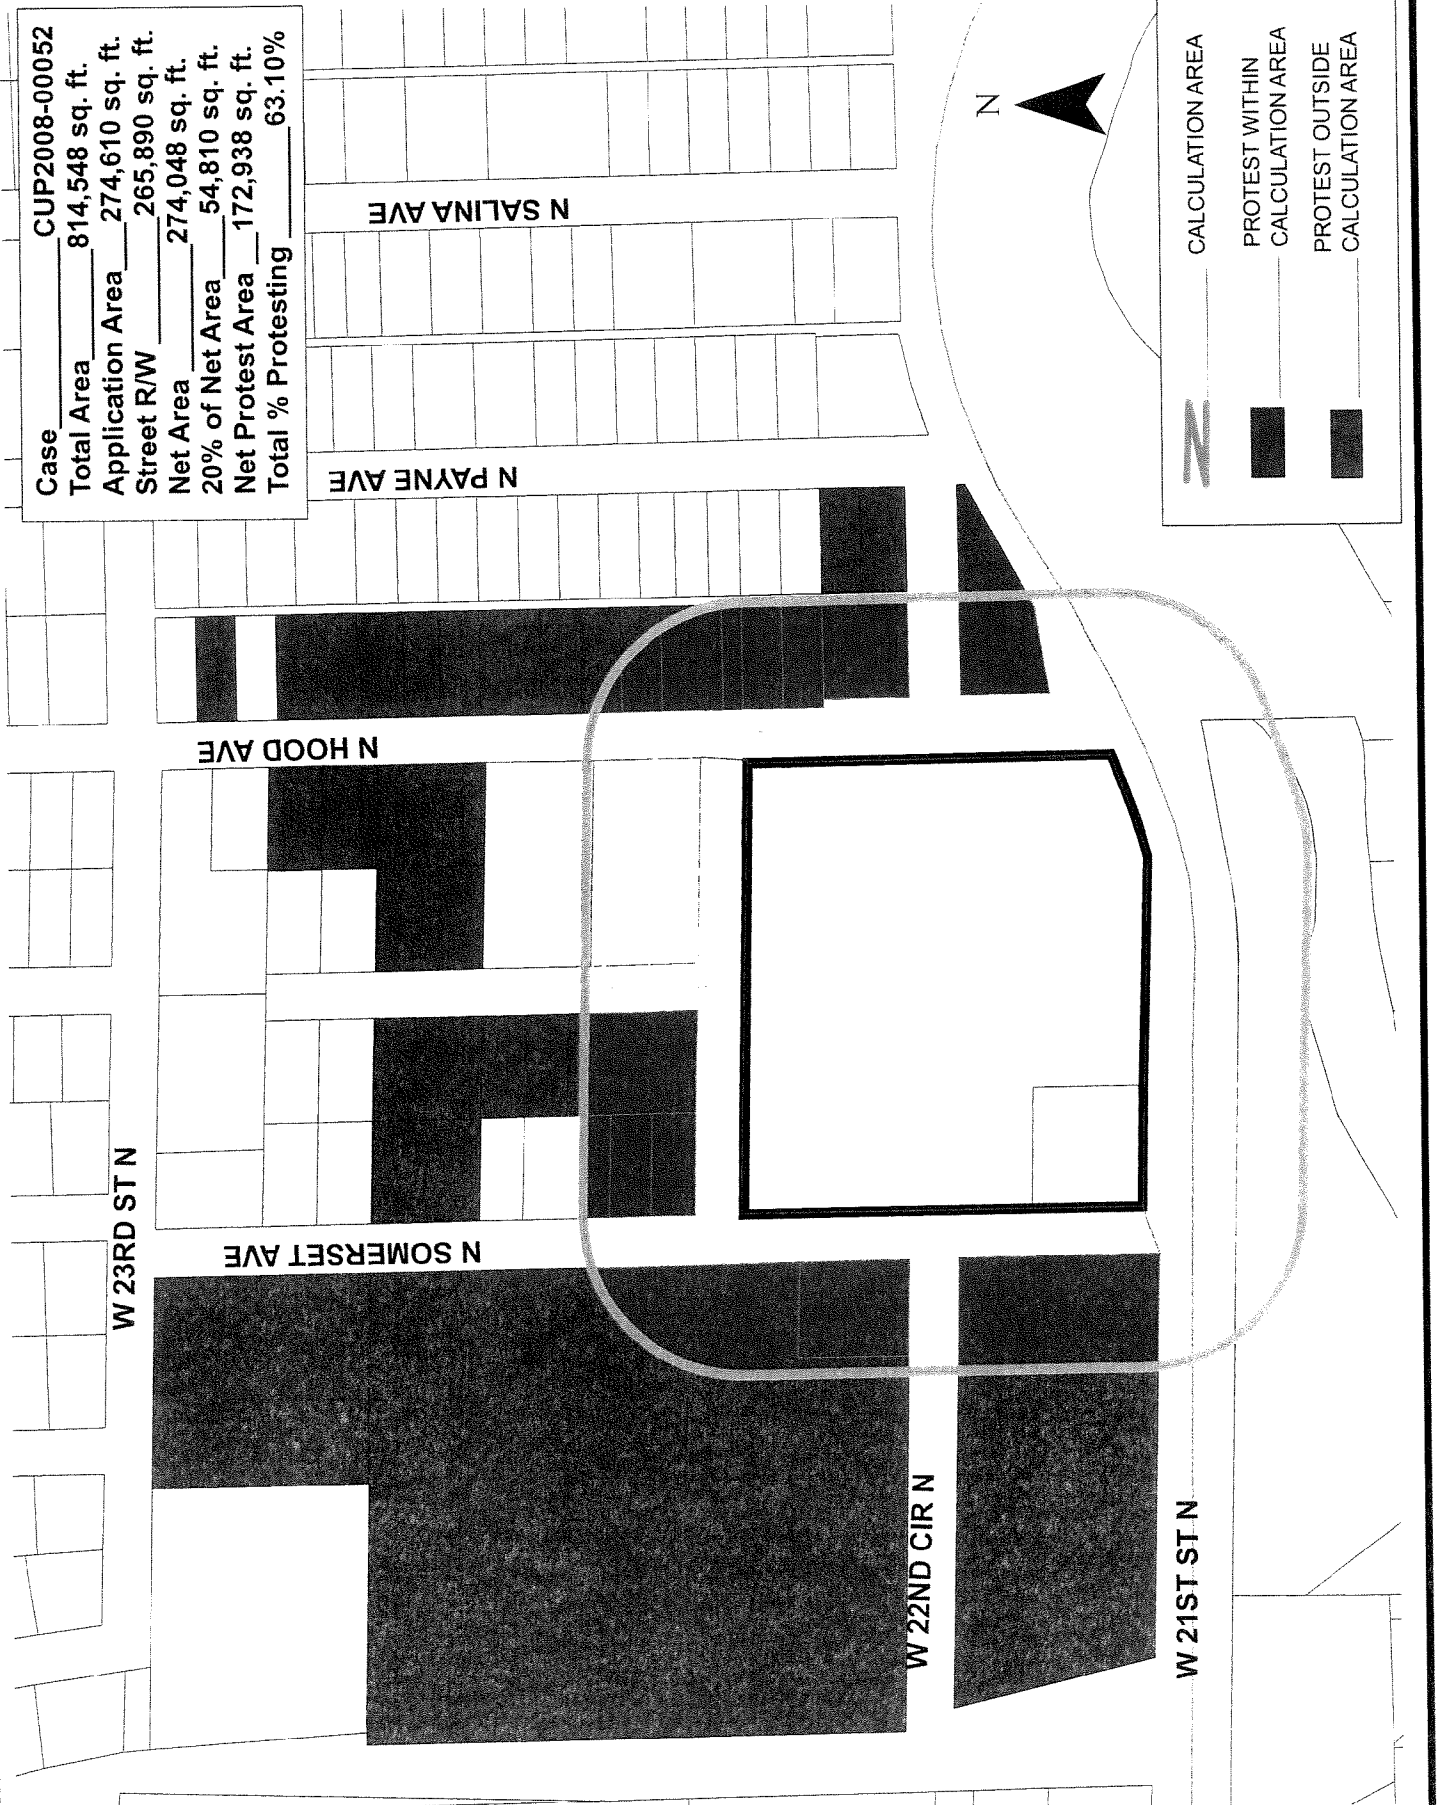 Case CUP2008-00052
Total Area 814,548 sq. ft.
Application Area 274,610 sq. ft.
Street R/W 265,890 sq. ft.
Net Area 274,048 sq. ft.
20% of Net Area 54,810 sq. ft.
Net Protest Area 172,938 sq. ft.
Total % Protesting 63.10%
W 23RD ST N
N SOMERSET AVE
N HOOD AVE
N PAYNE AVE
N SALINA AVE
W 22ND CIR N
W 21ST ST N
N
N CALCULATION AREA
PROTEST WITHIN
CALCULATION AREA
PROTEST OUTSIDE
CALCULATION AREA